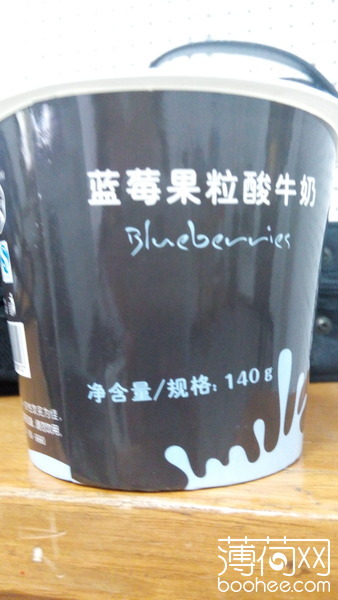 蓝莓果粒酸牛奶
Blueberries
净含量/规格: 140g
薄荷网
boohee.com